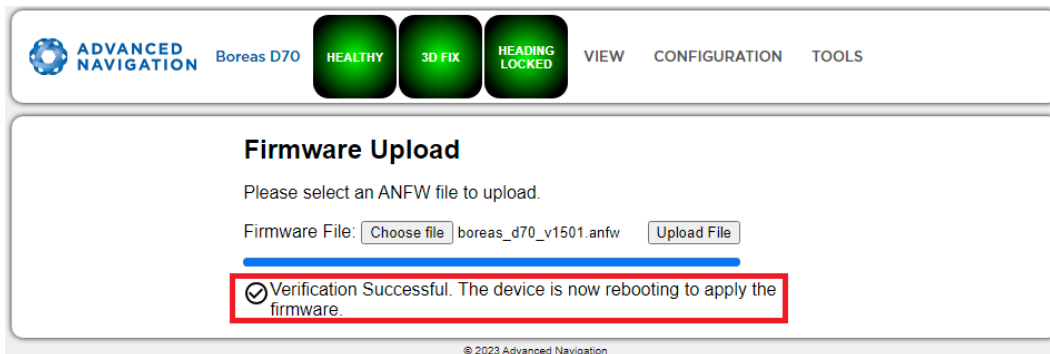 ADVANCED
NAVIGATION
Boreas D70
HEALTHY
3D FIX
HEADING
LOCKED
VIEW
CONFIGURATION
TOOLS
Firmware Upload
Please select an ANFW file to upload.
Firmware File: Choose file boreas_d70_v1501.anfw Upload File
Verification Successful. The device is now rebooting to apply the
firmware.
© 2023 Advanced Navigation